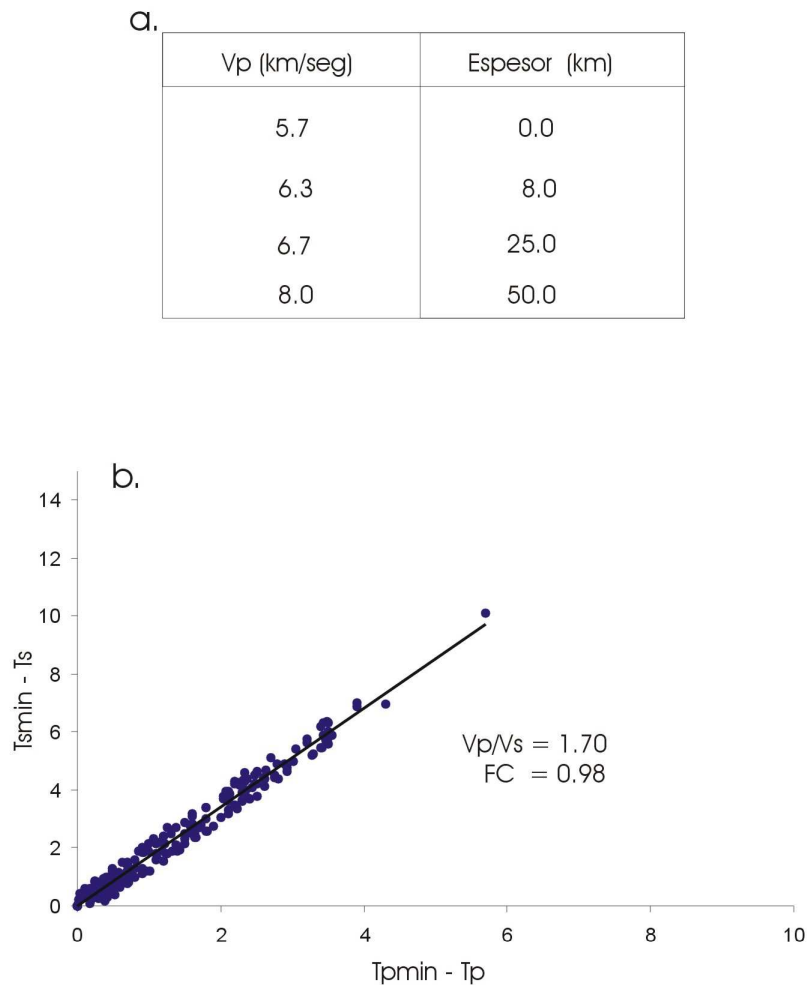 a.
Vp (km/seg) Espesor (km)
5.7 0.0
6.3 8.0
6.7 25.0
8.0 50.0
b.
14
12
10
8
6
4
2
0
Tsmin - Ts
Vp/Vs = 1.70
FC = 0.98
0 2 4 6 8 10
Tpmin - Tp